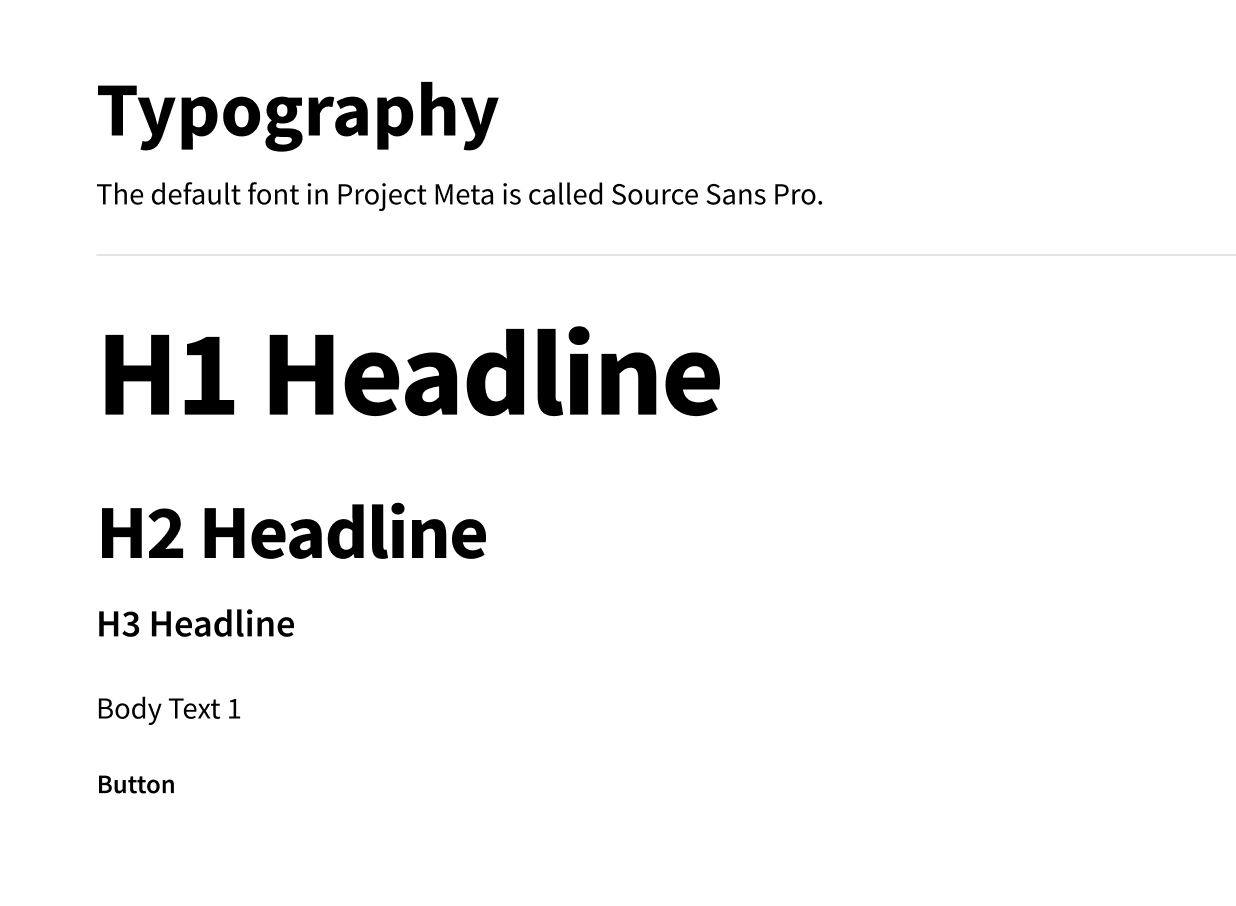 Typography
The default font in Project Meta is called Source Sans Pro.
H1 Headline
H2 Headline
H3 Headline
Body Text 1
Button